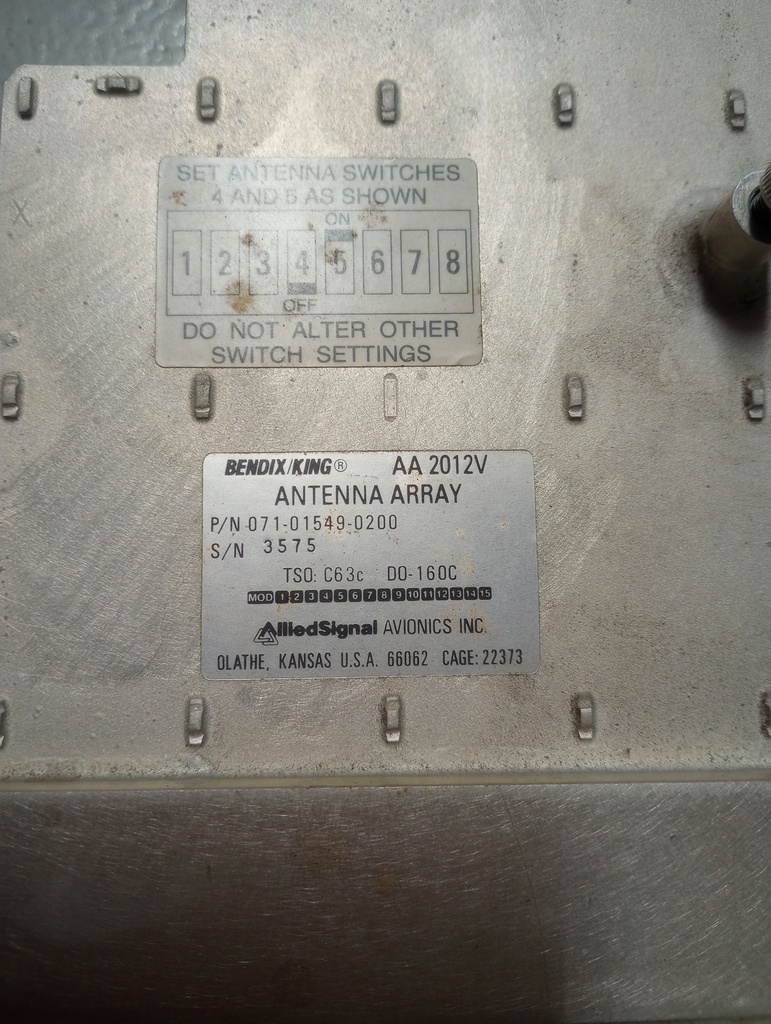 SET ANTENNA SWITCHES
4 AND 5 AS SHOWN
ON
1 2 3 4 5 6 7 8
OFF
DO NOT ALTER OTHER
SWITCH SETTINGS
BENDIX/KING® AA 2012V
ANTENNA ARRAY
P/N 071-01549-0200
S/N 3575
TSO: C63c DO-160C
MOD 1 2 3 4 5 6 7 8 9 10 11 12 13 14 15
AlliedSignal AVIONICS INC.
OLATHE, KANSAS U.S.A. 66062 CAGE: 22373